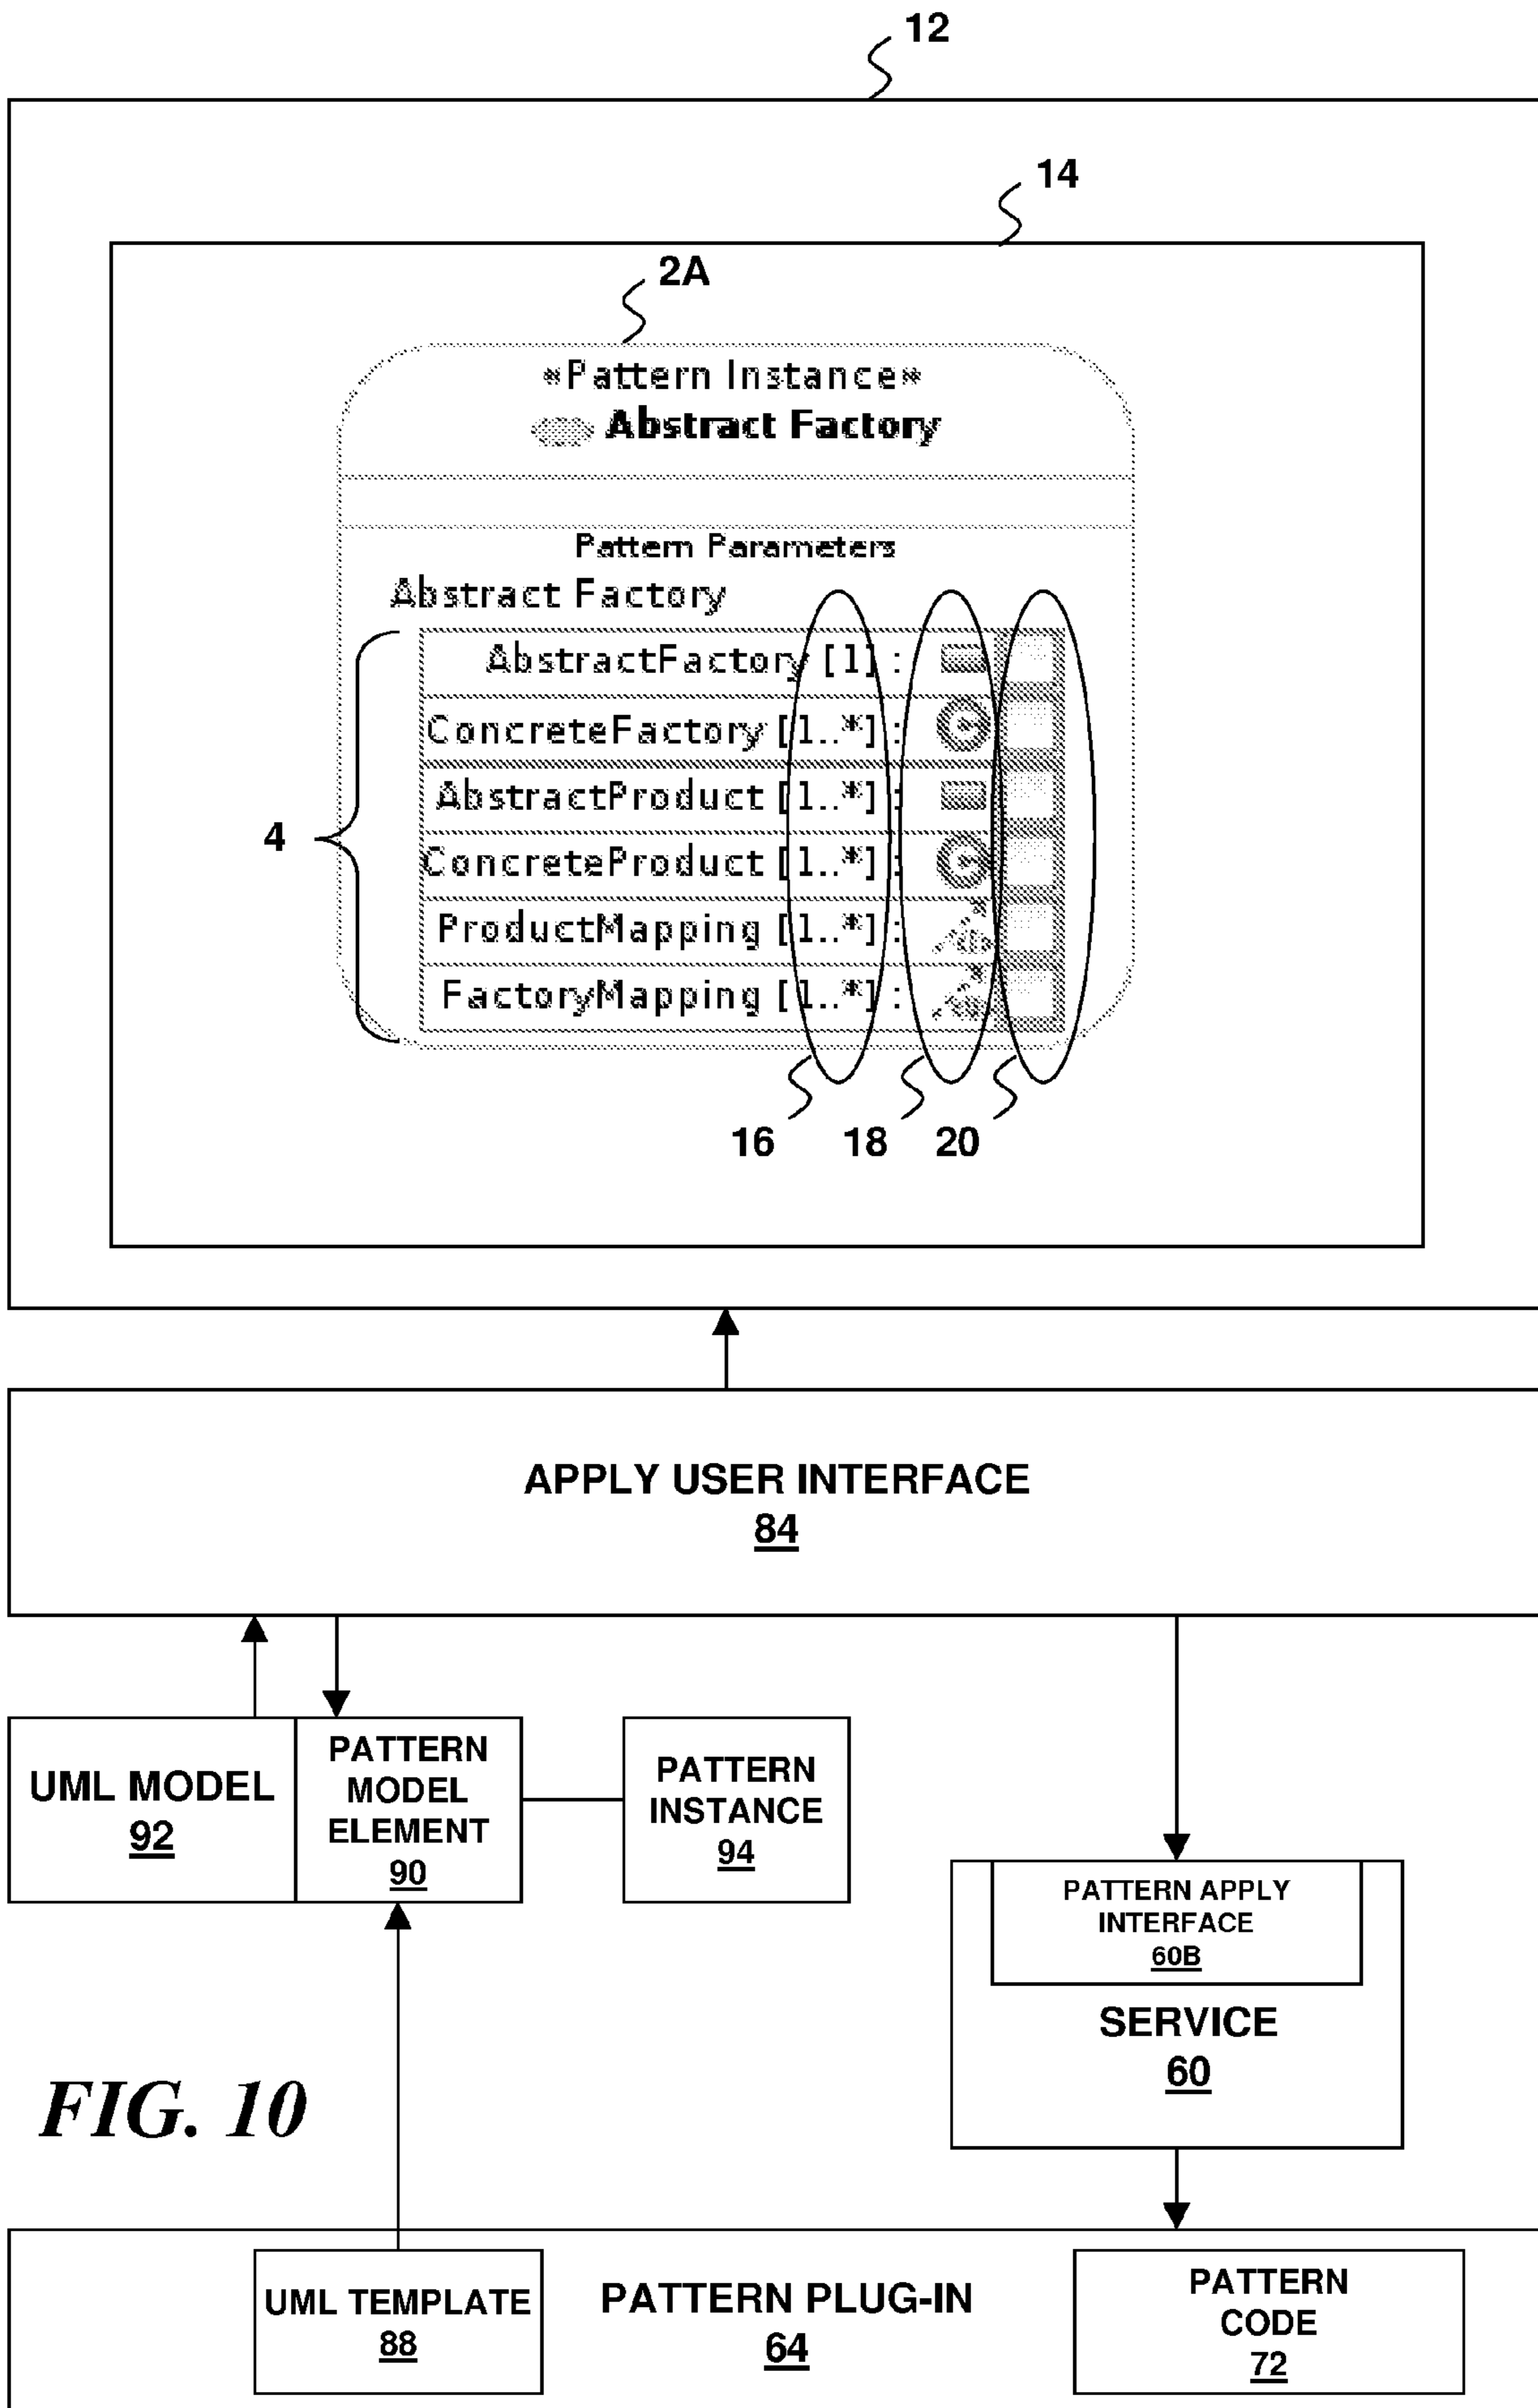 12
14
2A
«Pattern Instance»
Abstract Factory
Pattern Parameters
Abstract Factory
AbstractFactory [1] :
ConcreteFactory [1..*] :
AbstractProduct [1..*] :
ConcreteProduct [1..*] :
ProductMapping [1..*] :
FactoryMapping [1..*] :
4
16
18
20
APPLY USER INTERFACE
84
UML MODEL
92
PATTERN
MODEL
ELEMENT
90
PATTERN
INSTANCE
94
PATTERN APPLY
INTERFACE
60B
SERVICE
60
FIG. 10
UML TEMPLATE
88
PATTERN PLUG-IN
64
PATTERN
CODE
72